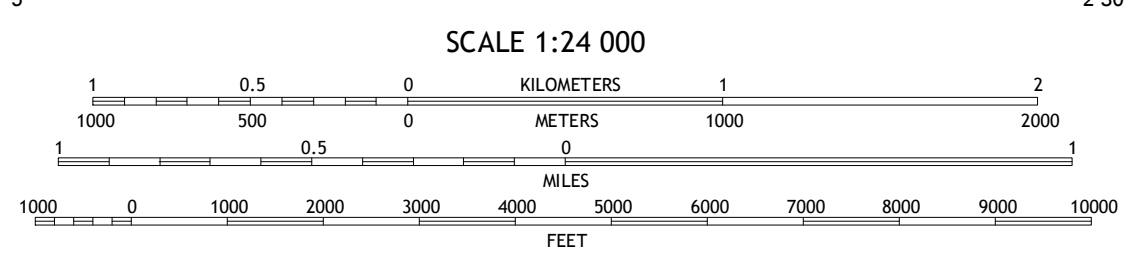 SCALE 1:24 000
1 0.5 0 KILOMETERS 1 2
1000 500 0 METERS 1000 2000
1 0.5 0 1
MILES
1000 0 1000 2000 3000 4000 5000 6000 7000 8000 9000 10000
FEET